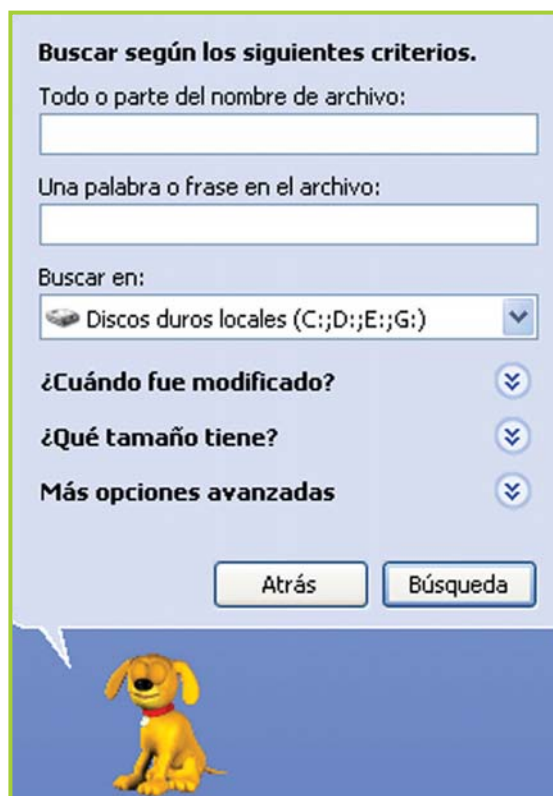 Buscar según los siguientes criterios.
Todo o parte del nombre de archivo:
Una palabra o frase en el archivo:
Buscar en:
Discos duros locales (C:;D:;E:;G:)
¿Cuándo fue modificado?
¿Qué tamaño tiene?
Más opciones avanzadas
Atrás
Búsqueda